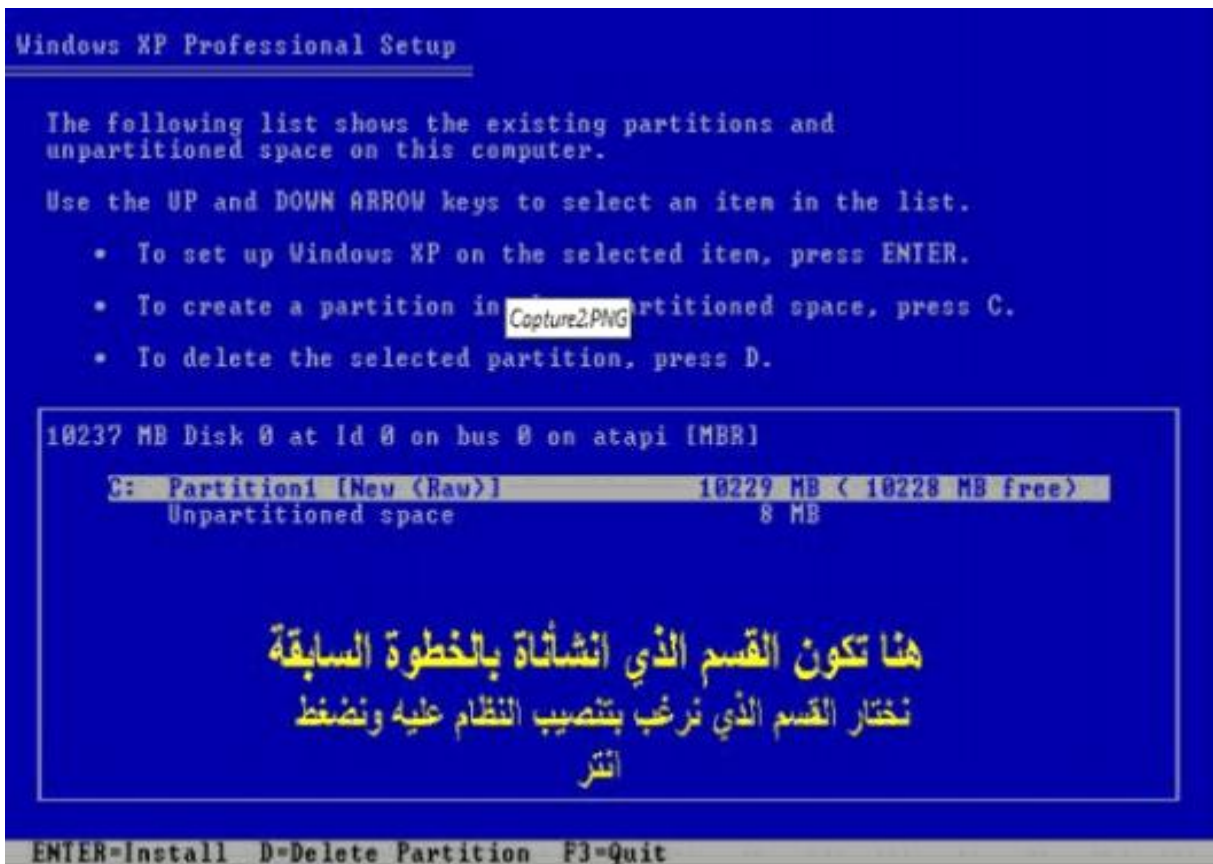 Windows XP Professional Setup
The following list shows the existing partitions and
unpartitioned space on this computer.
Use the UP and DOWN ARROW keys to select an item in the list.
• To set up Windows XP on the selected item, press ENTER.
• To create a partition in rtitioned space, press C.
Capture2.PNG
• To delete the selected partition, press D.
10237 MB Disk 0 at Id 0 on bus 0 on atapi [MBR]
C: Partition1 [New (Raw)] 10229 MB ( 10228 MB free)
Unpartitioned space 8 MB
هنا تكون القسم الذي انشأناة بالخطوة السابقة
نختار القسم الذي نرغب بتنصيب النظام عليه ونضغط
انتر
ENTER=Install D=Delete Partition F3=Quit